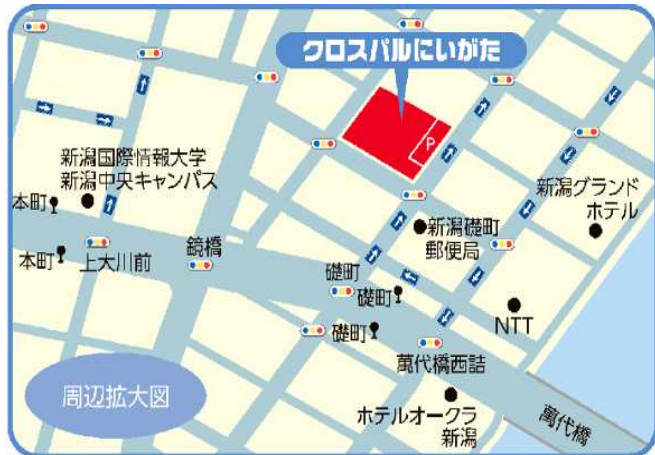 クロスパルにいがた
P
新潟国際情報大学
新潟中央キャンパス
新潟グランド
ホテル
本町
新潟礎町
郵便局
本町
上大川前
鏡橋
礎町
礎町
NTT
礎町
萬代橋西詰
周辺拡大図
ホテルオークラ
新潟
萬代橋